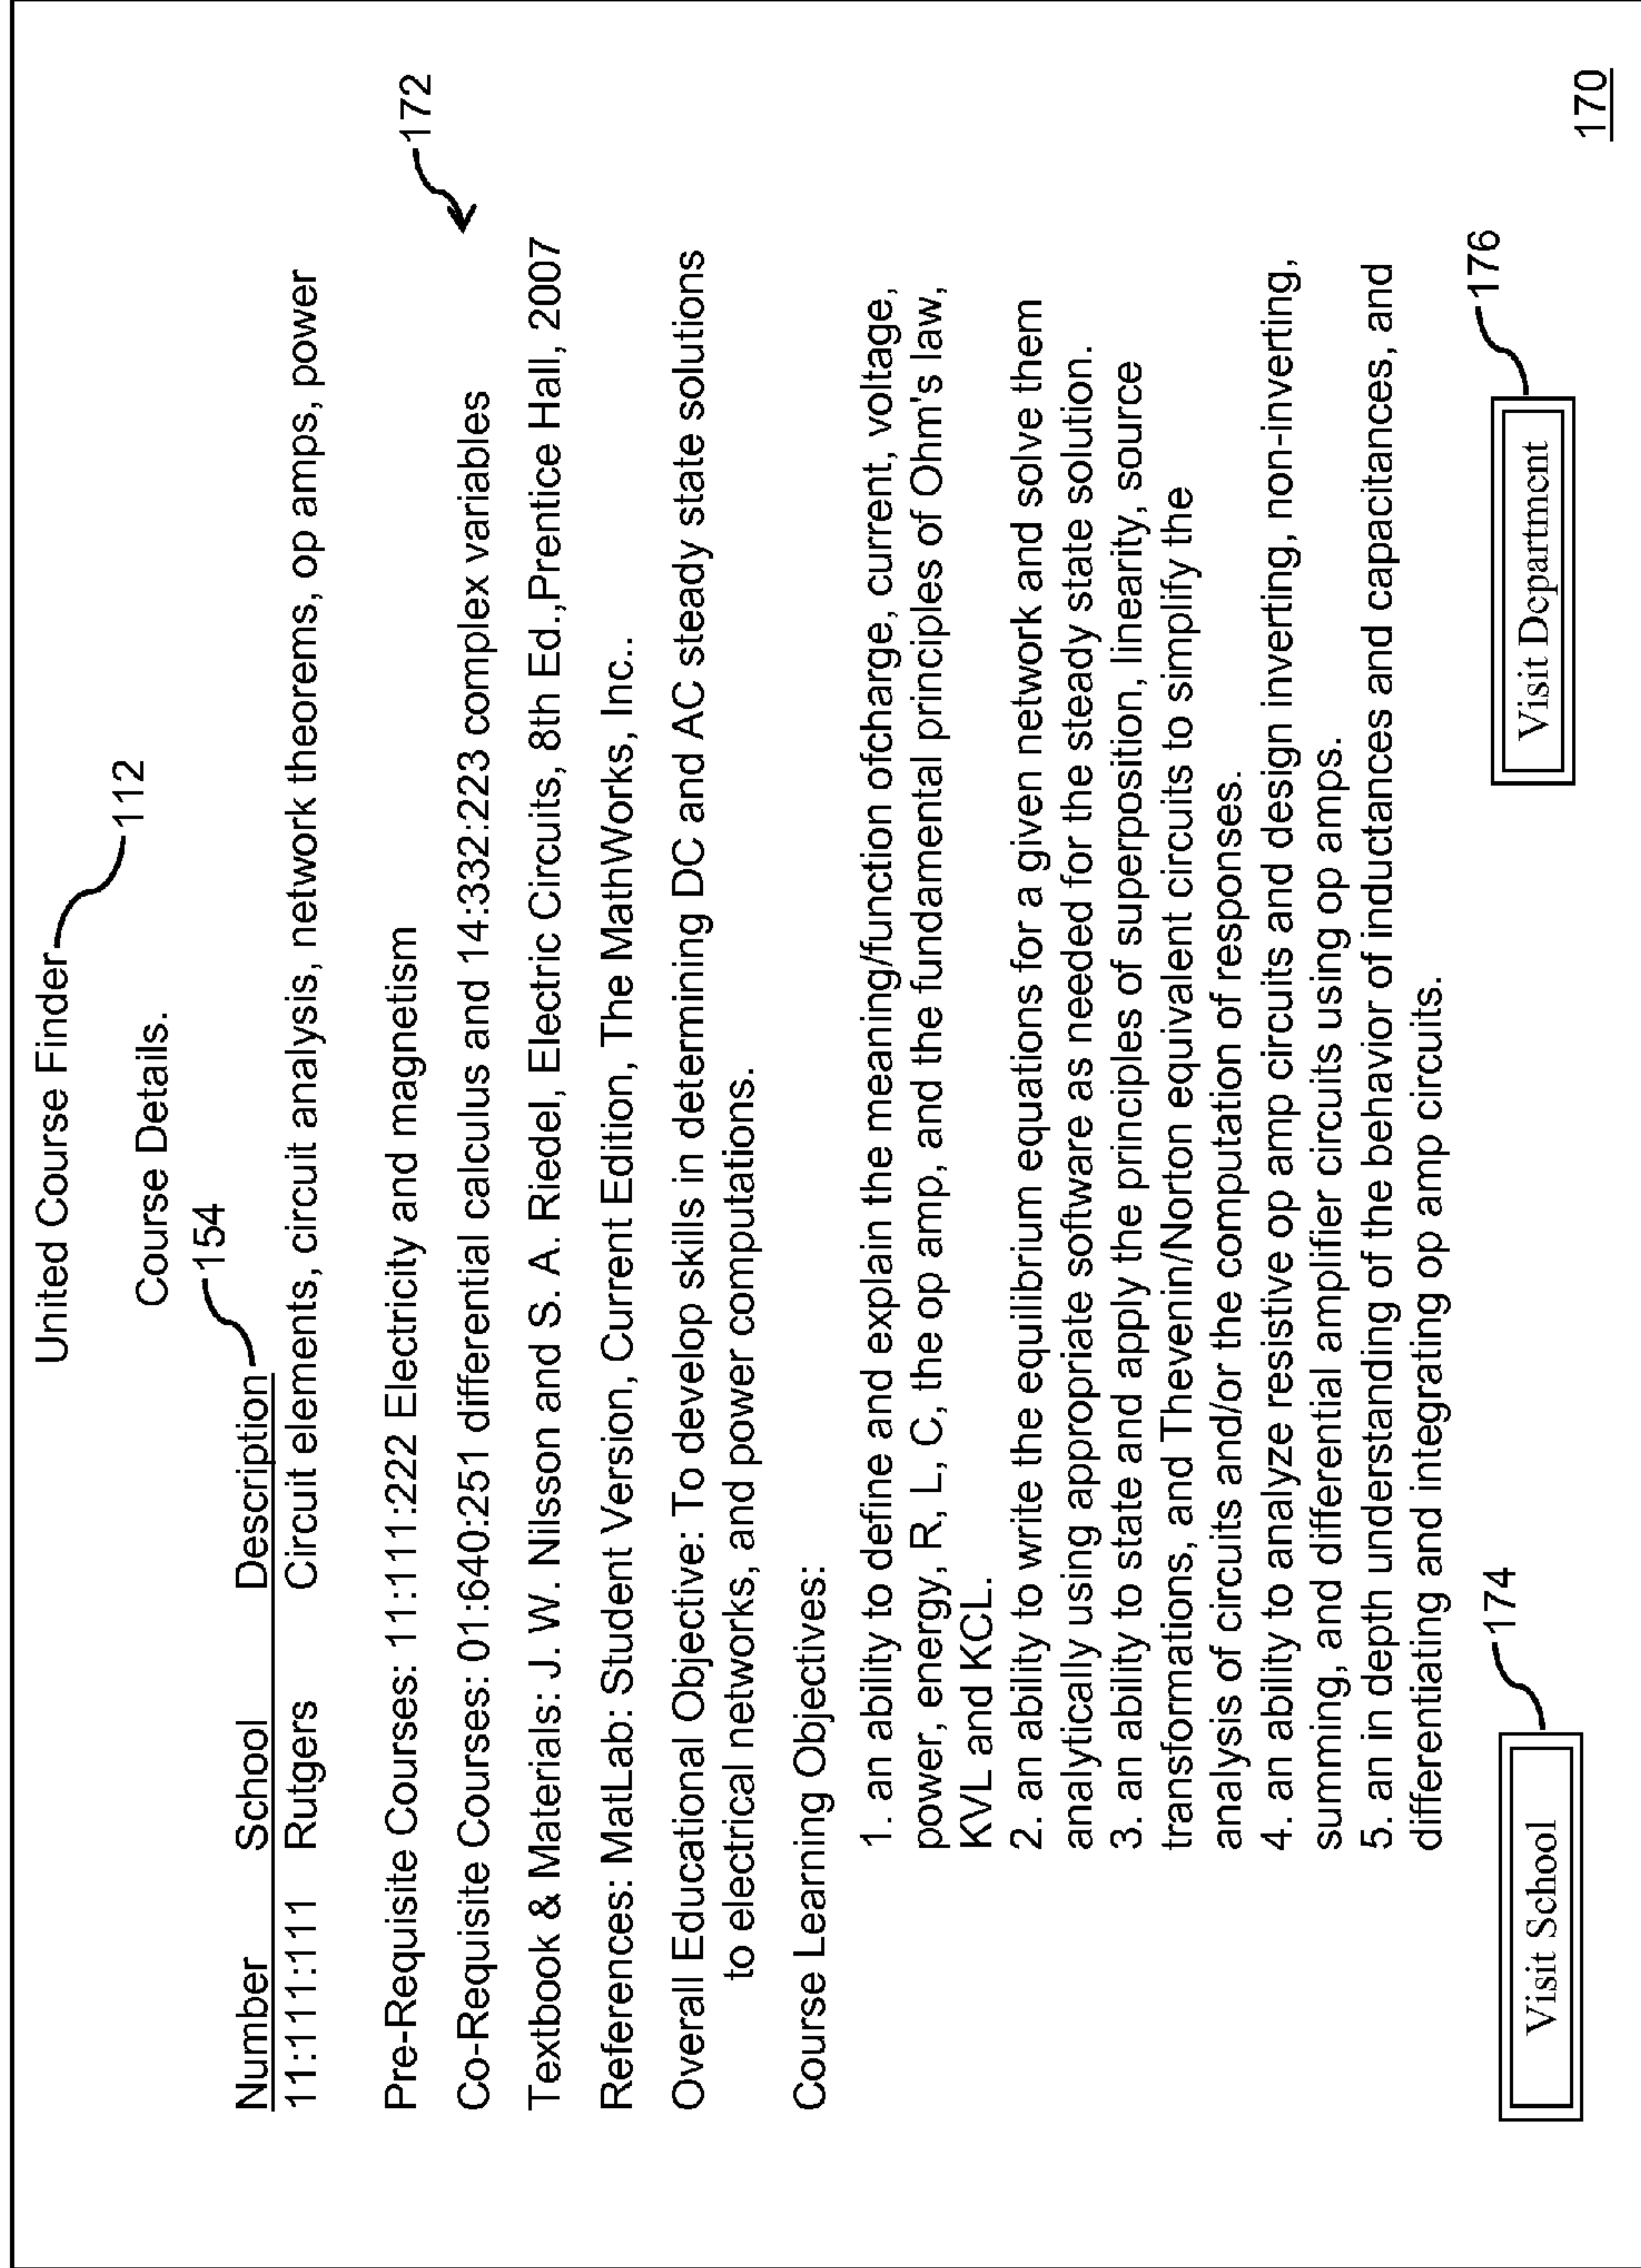 United Course Finder 112
Course Details.
154
Number School Description
11:111:111 Rutgers Circuit elements, circuit analysis, network theorems, op amps, power
Pre-Requisite Courses: 11:111:222 Electricity and magnetism
172
Co-Requisite Courses: 01:640:251 differential calculus and 14:332:223 complex variables
Textbook & Materials: J. W. Nilsson and S. A. Riedel, Electric Circuits, 8th Ed.,Prentice Hall, 2007
References: MatLab: Student Version, Current Edition, The MathWorks, Inc..
Overall Educational Objective: To develop skills in determining DC and AC steady state solutions
to electrical networks, and power computations.
Course Learning Objectives:
1. an ability to define and explain the meaning/function ofcharge, current, voltage,
power, energy, R, L, C, the op amp, and the fundamental principles of Ohm's law,
KVL and KCL.
2. an ability to write the equilibrium equations for a given network and solve them
analytically using appropriate software as needed for the steady state solution.
3. an ability to state and apply the principles of superposition, linearity, source
transformations, and Thevenin/Norton equivalent circuits to simplify the
analysis of circuits and/or the computation of responses.
4. an ability to analyze resistive op amp circuits and design inverting, non-inverting,
summing, and differential amplifier circuits using op amps.
5. an in depth understanding of the behavior of inductances and capacitances, and
differentiating and integrating op amp circuits.
174 176
Visit School Visit Department
170